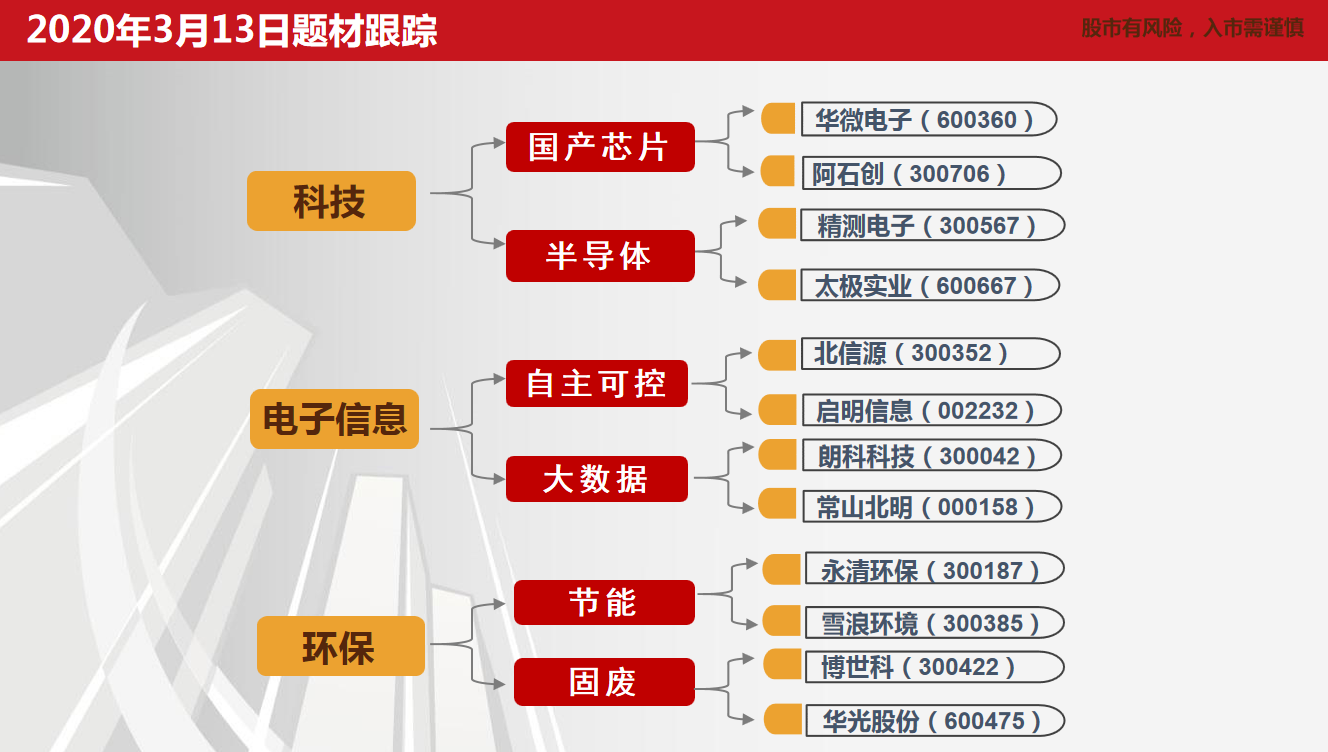 2020年3月13日题材跟踪
股市有风险，入市需谨慎
科技
国产芯片
华微电子（600360）
阿石创（300706）
半导体
精测电子（300567）
太极实业（600667）
电子信息
自主可控
北信源（300352）
启明信息（002232）
大数据
朗科科技（300042）
常山北明（000158）
环保
节能
永清环保（300187）
雪浪环境（300385）
固废
博世科（300422）
华光股份（600475）